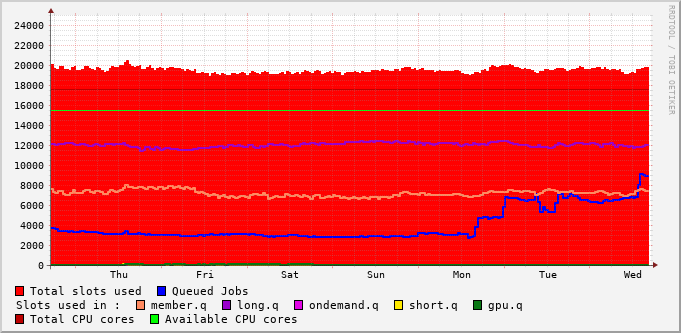 RRDTOOL / TOBI OETIKER
24000
22000
20000
18000
16000
14000
12000
10000
8000
6000
4000
2000
0
Thu Fri Sat Sun Mon Tue Wed
Total slots used Queued Jobs
Slots used in : member.q long.q ondemand.q short.q gpu.q
Total CPU cores Available CPU cores